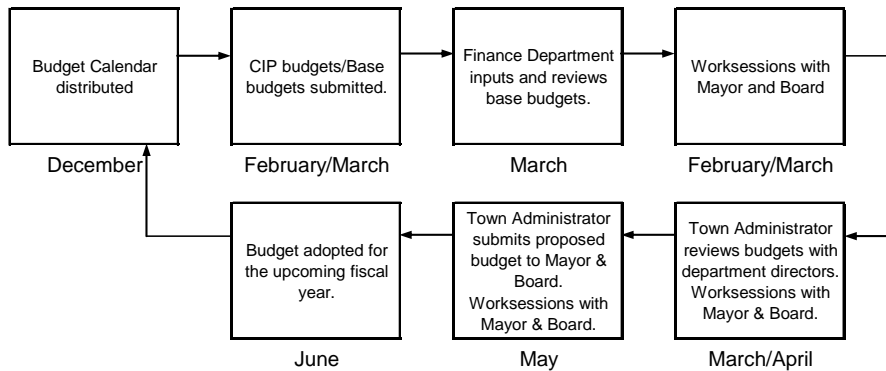 Budget Calendar
distributed
December
CIP budgets/Base
budgets submitted.
February/March
Finance Department
inputs and reviews
base budgets.
March
Worksessions with
Mayor and Board
February/March
Town Administrator
reviews budgets with
department directors.
Worksessions with
Mayor & Board.
March/April
Town Administrator
submits proposed
budget to Mayor &
Board.
Worksessions with
Mayor & Board.
May
Budget adopted for
the upcoming fiscal
year.
June